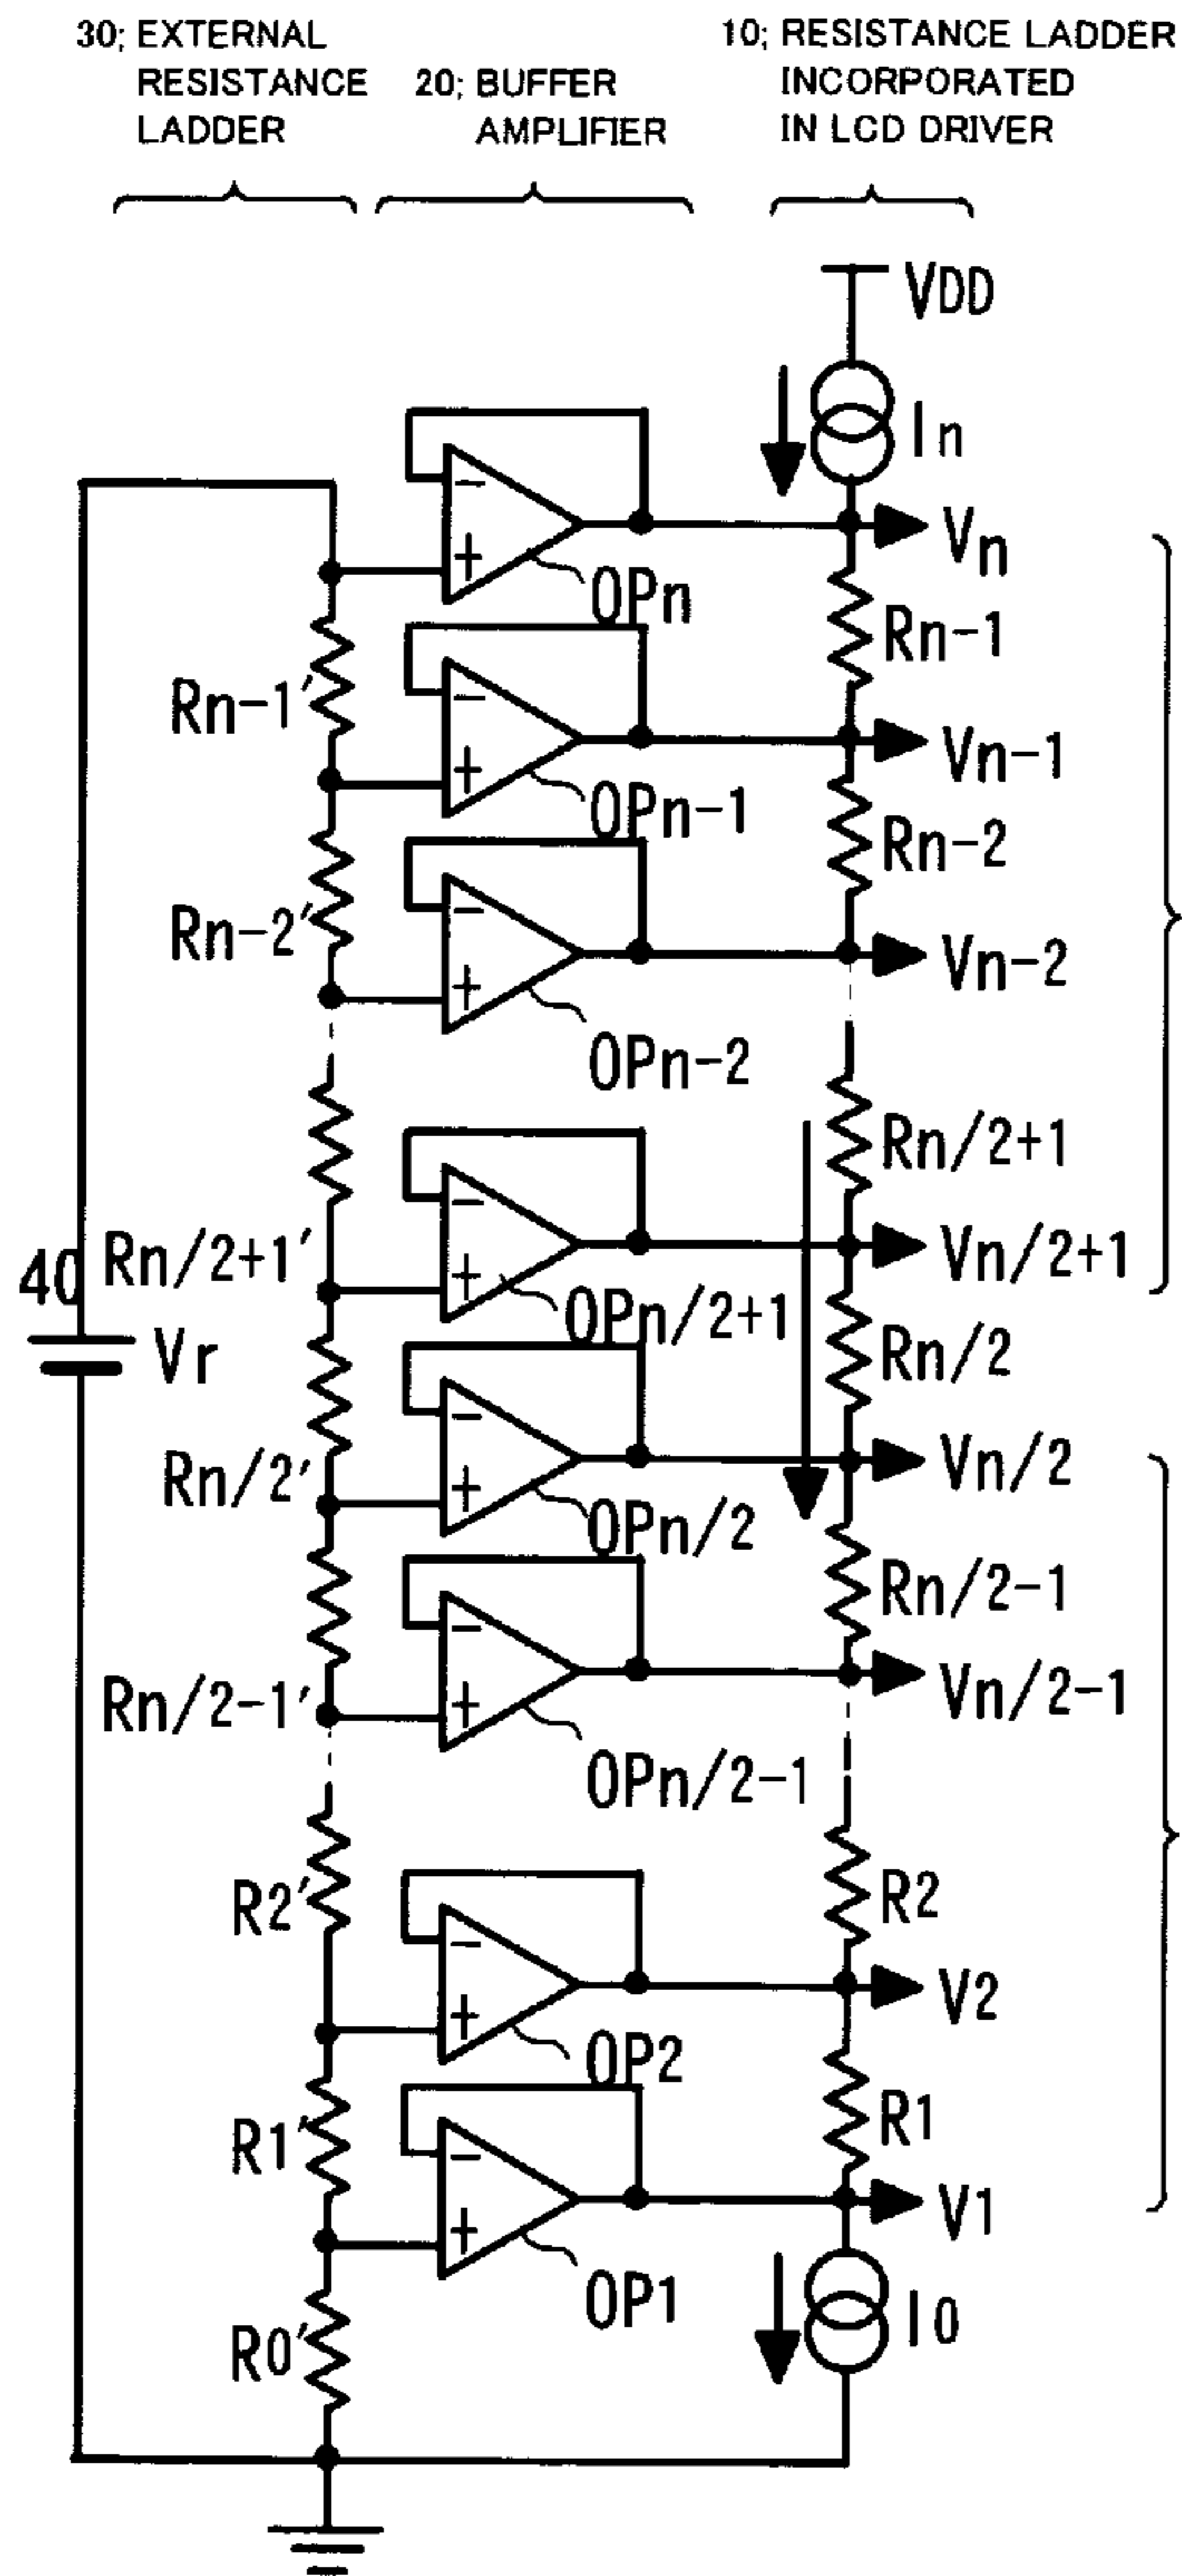 30; EXTERNAL
RESISTANCE
LADDER
20; BUFFER
AMPLIFIER
10; RESISTANCE LADDER
INCORPORATED
IN LCD DRIVER
VDD
In
Vn
OPn
Rn-1
Rn-1'
Vn-1
OPn-1
Rn-2
Rn-2'
Vn-2
OPn-2
Rn/2+1
Rn/2+1'
Vn/2+1
40
OPn/2+1
Vr
Rn/2
Rn/2'
Vn/2
OPn/2
Rn/2-1
Rn/2-1'
Vn/2-1
OPn/2-1
R2'
R2
V2
OP2
R1'
R1
V1
OP1
I0
R0'